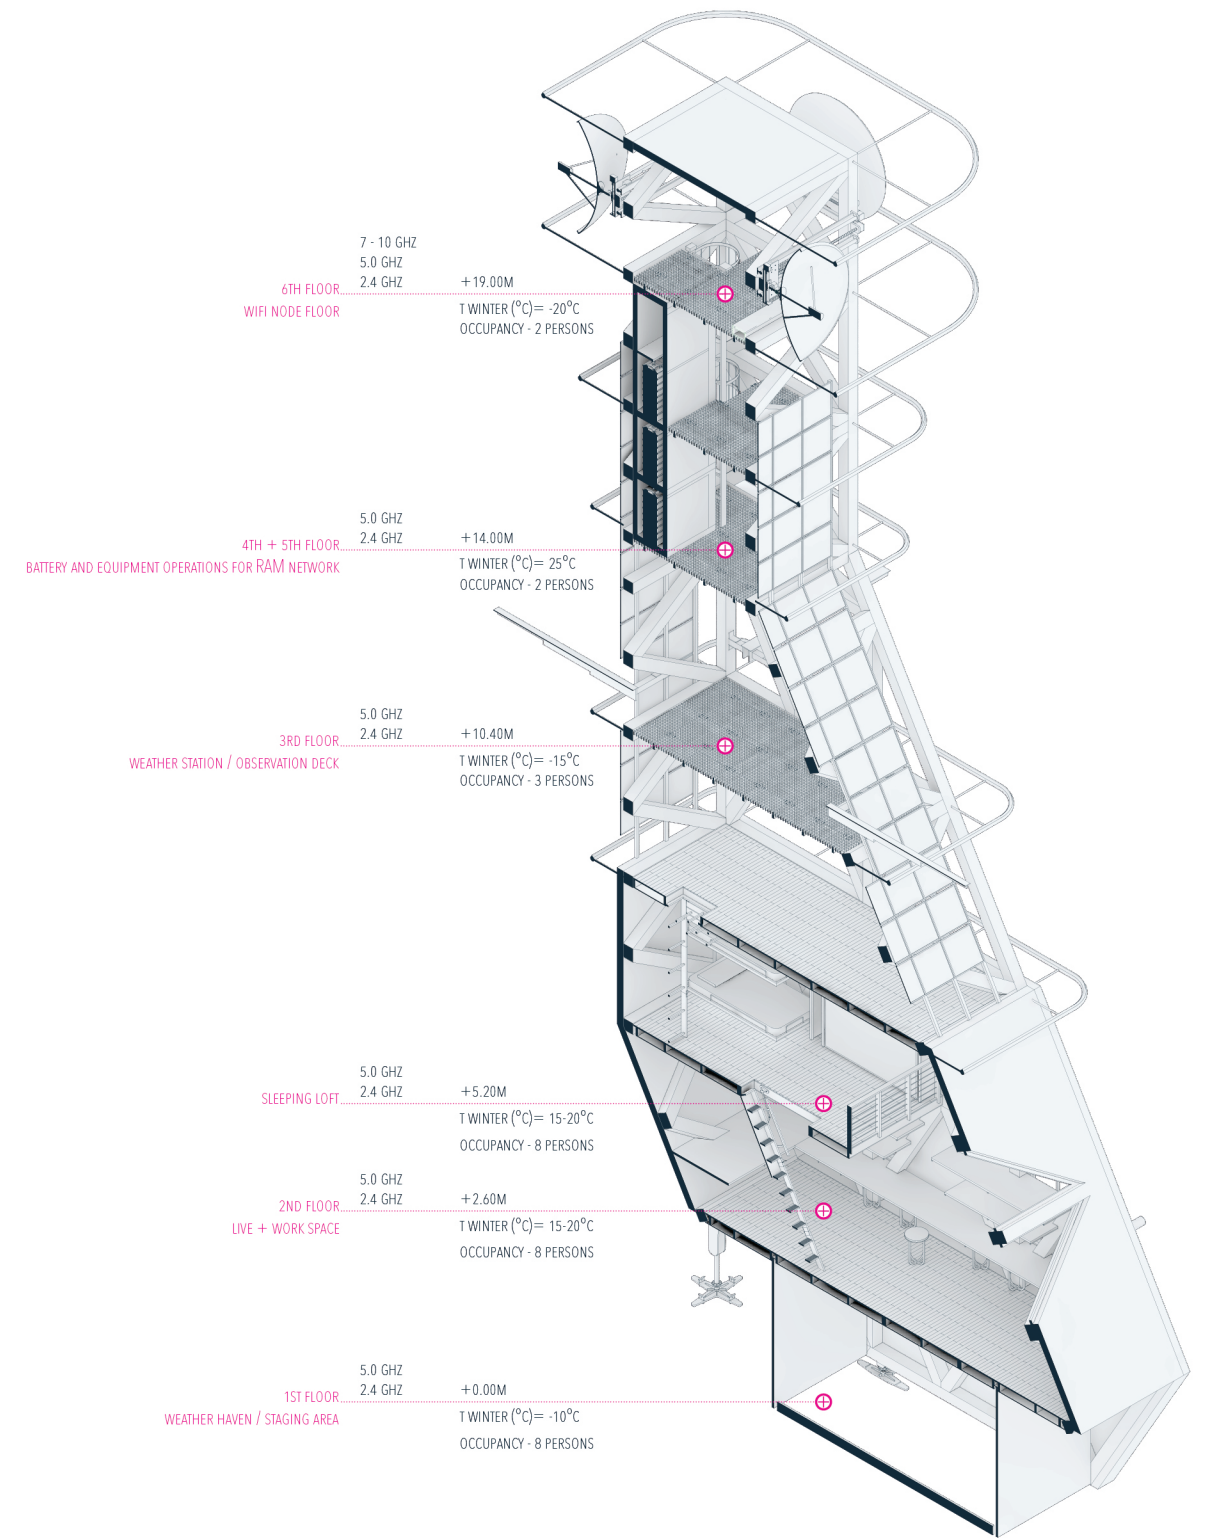 7 - 10 GHZ
5.0 GHZ
2.4 GHZ
+19.00M
6TH FLOOR
WIFI NODE FLOOR
T WINTER (°C)= -20°C
OCCUPANCY - 2 PERSONS
5.0 GHZ
2.4 GHZ
+14.00M
4TH + 5TH FLOOR
BATTERY AND EQUIPMENT OPERATIONS FOR RAM NETWORK
T WINTER (°C)= 25°C
OCCUPANCY - 2 PERSONS
5.0 GHZ
2.4 GHZ
+10.40M
3RD FLOOR
WEATHER STATION / OBSERVATION DECK
T WINTER (°C)= -15°C
OCCUPANCY - 3 PERSONS
5.0 GHZ
2.4 GHZ
+5.20M
SLEEPING LOFT
T WINTER (°C)= 15-20°C
OCCUPANCY - 8 PERSONS
5.0 GHZ
2.4 GHZ
+2.60M
2ND FLOOR
LIVE + WORK SPACE
T WINTER (°C)= 15-20°C
OCCUPANCY - 8 PERSONS
5.0 GHZ
2.4 GHZ
+0.00M
1ST FLOOR
WEATHER HAVEN / STAGING AREA
T WINTER (°C)= -10°C
OCCUPANCY - 8 PERSONS